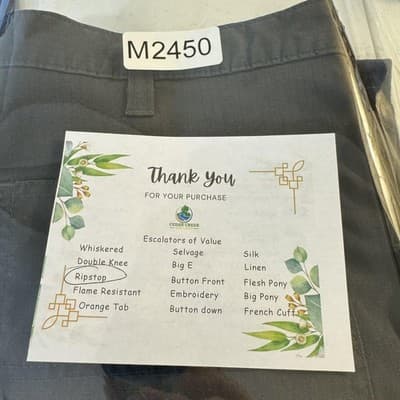 M2450
Thank You
FOR YOUR PURCHASE
CEDAR CREEK
Escalators of Value
Whiskered
Double Knee
Ripstop
Flame Resistant
Orange Tab
Selvage
Big E
Button Front
Embroidery
Button down
Silk
Linen
Flesh Pony
Big Pony
French Cuff